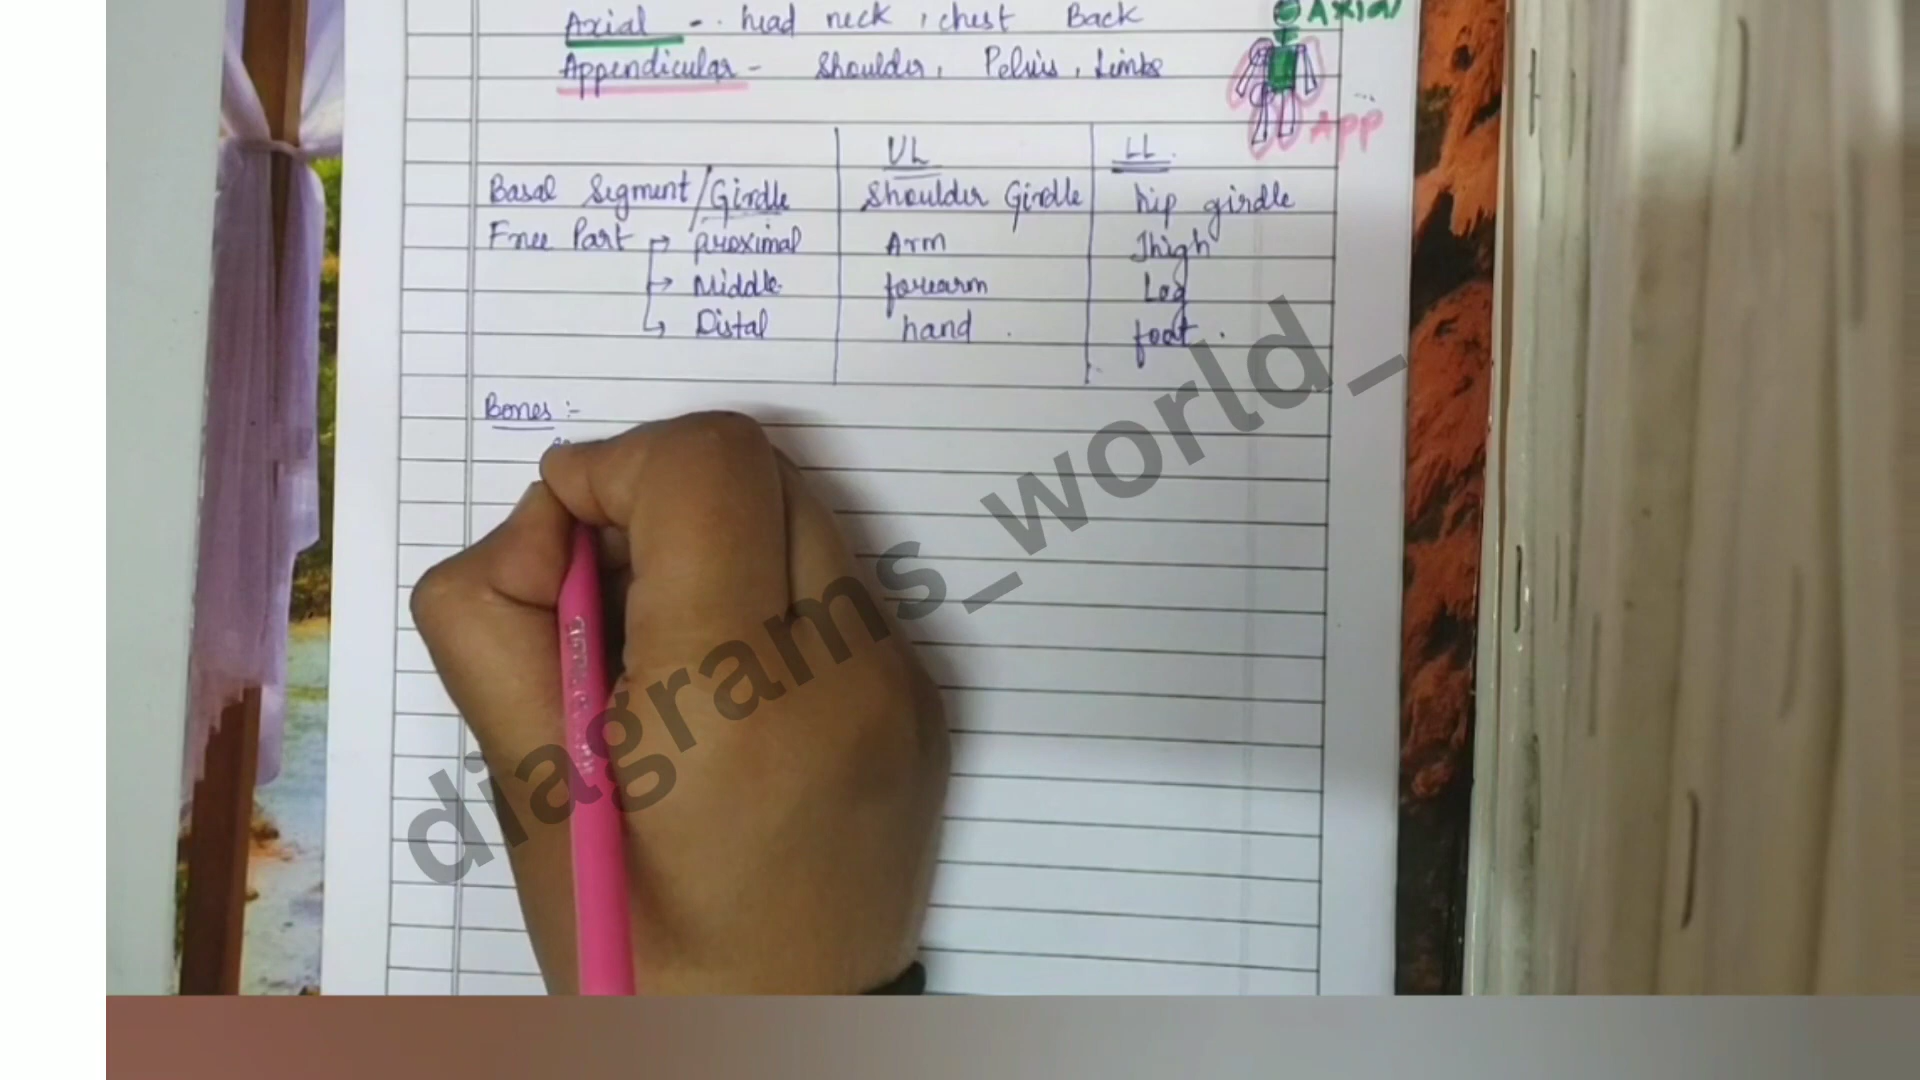 Axial - head neck, chest Back
Axial
Appendicular - Shoulder, Pelvis, Limbs
App
UL LL
Basal Segment/Girdle Shoulder Girdle hip girdle
Free Part → proximal Arm Thigh
→ Middle forearm Leg
→ Distal hand foot
Bones :-
diagrams_world_